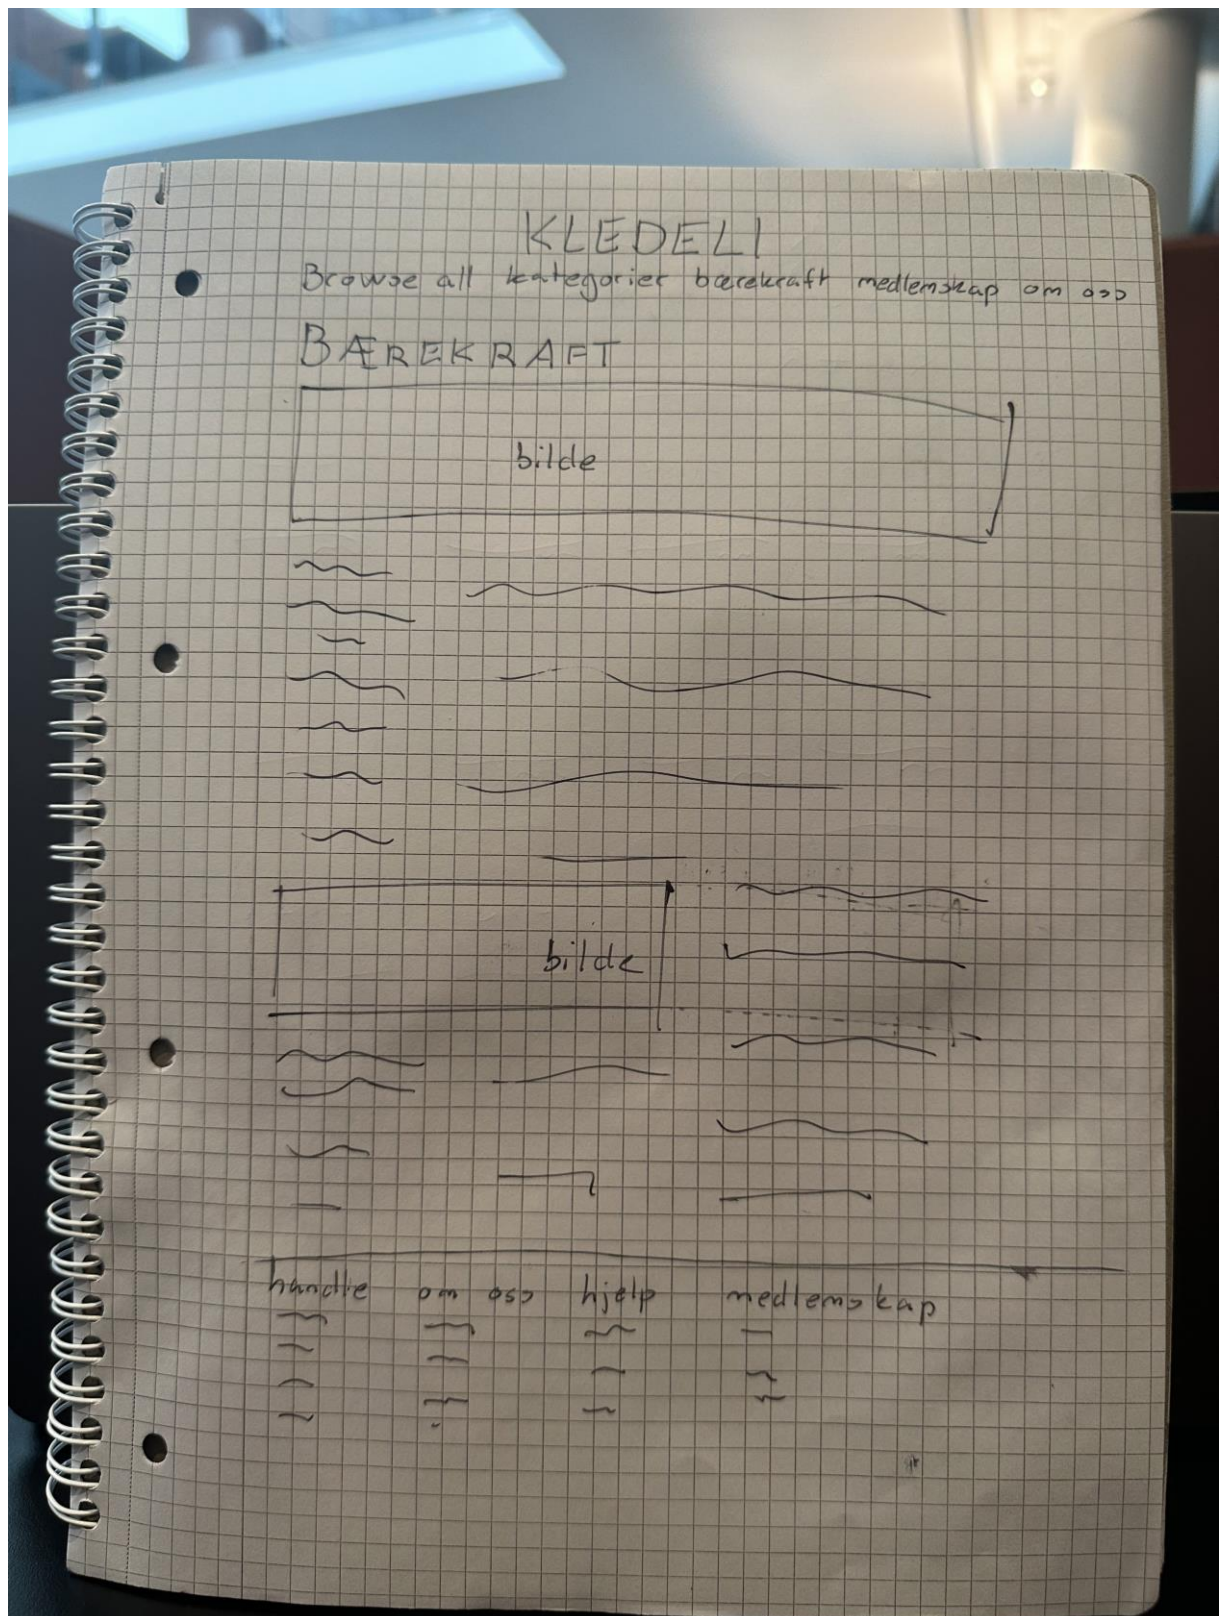 KLEDELI
Browse all kategorier bærekraft medlemskap om oss
BÆREKRAFT
bilde
bilde
handle om oss hjelp medlemskap